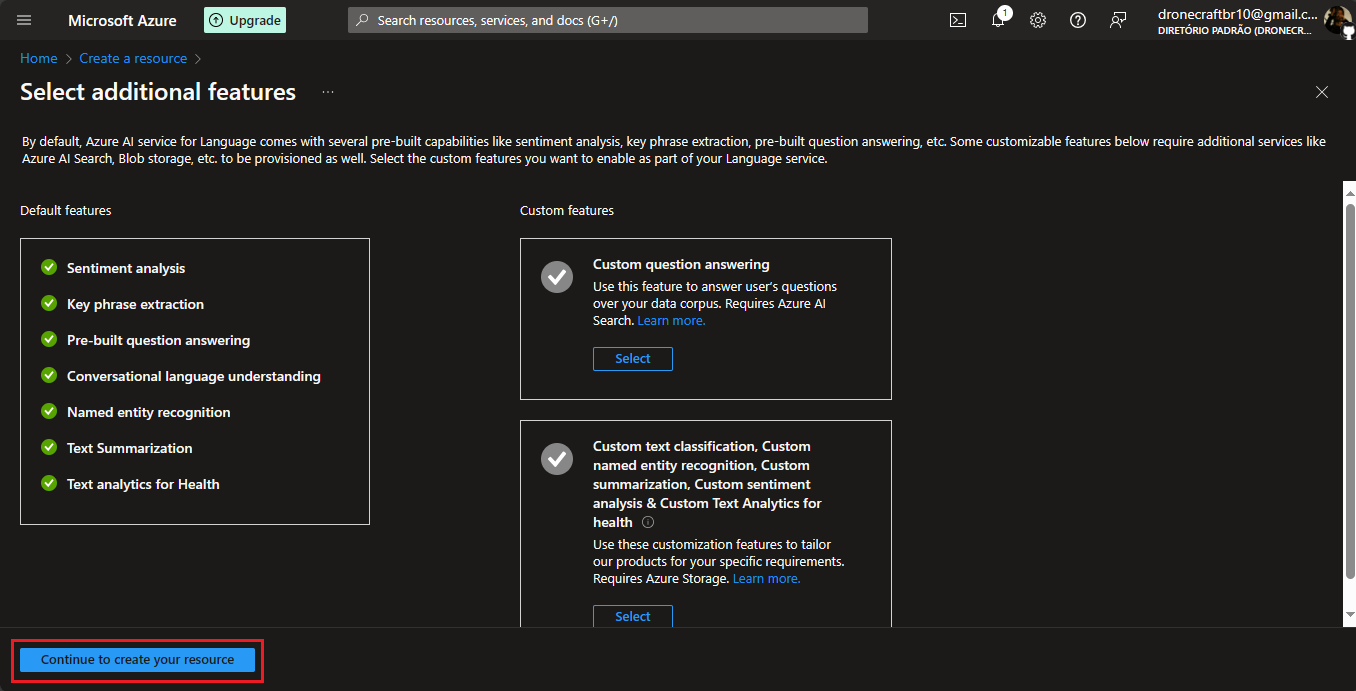 Microsoft Azure
Upgrade
Search resources, services, and docs (G+/)
1
dronecraftbr10@gmail.c...
DIRETÓRIO PADRÃO (DRONECR...
Home > Create a resource >
Select additional features ...
By default, Azure AI service for Language comes with several pre-built capabilities like sentiment analysis, key phrase extraction, pre-built question answering, etc. Some customizable features below require additional services like
Azure AI Search, Blob storage, etc. to be provisioned as well. Select the custom features you want to enable as part of your Language service.
Default features
Sentiment analysis
Key phrase extraction
Pre-built question answering
Conversational language understanding
Named entity recognition
Text Summarization
Text analytics for Health
Custom features
Custom question answering
Use this feature to answer user's questions
over your data corpus. Requires Azure AI
Search. Learn more.
Select
Custom text classification, Custom
named entity recognition, Custom
summarization, Custom sentiment
analysis & Custom Text Analytics for
health
Use these customization features to tailor
our products for your specific requirements.
Requires Azure Storage. Learn more.
Select
Continue to create your resource